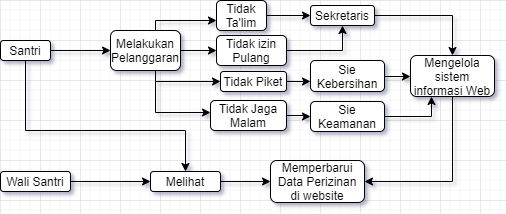 Tidak
Ta'lim
Sekretaris
Santri
Melakukan
Pelanggaran
Tidak izin
Pulang
Tidak Piket
Sie
Kebersihan
Mengelola
sistem
informasi Web
Tidak Jaga
Malam
Sie
Keamanan
Wali Santri
Melihat
Memperbarui
Data Perizinan
di website